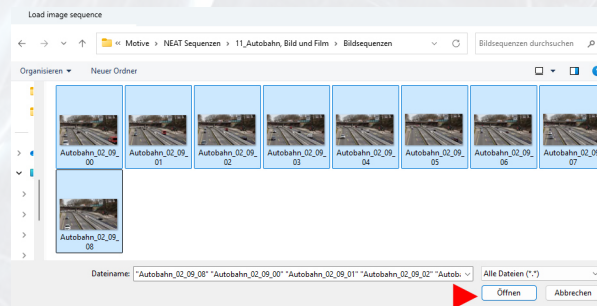 Load image sequence
« Motive > NEAT Sequenzen > 11_Autobahn, Bild und Film > Bildsequenzen
Bildsequenzen durchsuchen
Organisieren Neuer Ordner
Autobahn_02_09_00
Autobahn_02_09_01
Autobahn_02_09_02
Autobahn_02_09_03
Autobahn_02_09_04
Autobahn_02_09_05
Autobahn_02_09_06
Autobahn_02_09_07
Autobahn_02_09_08
Dateiname: "Autobahn_02_09_08" "Autobahn_02_09_00" "Autobahn_02_09_01" "Autobahn_02_09_02" "Autoba
Alle Dateien (*.*)
Öffnen Abbrechen